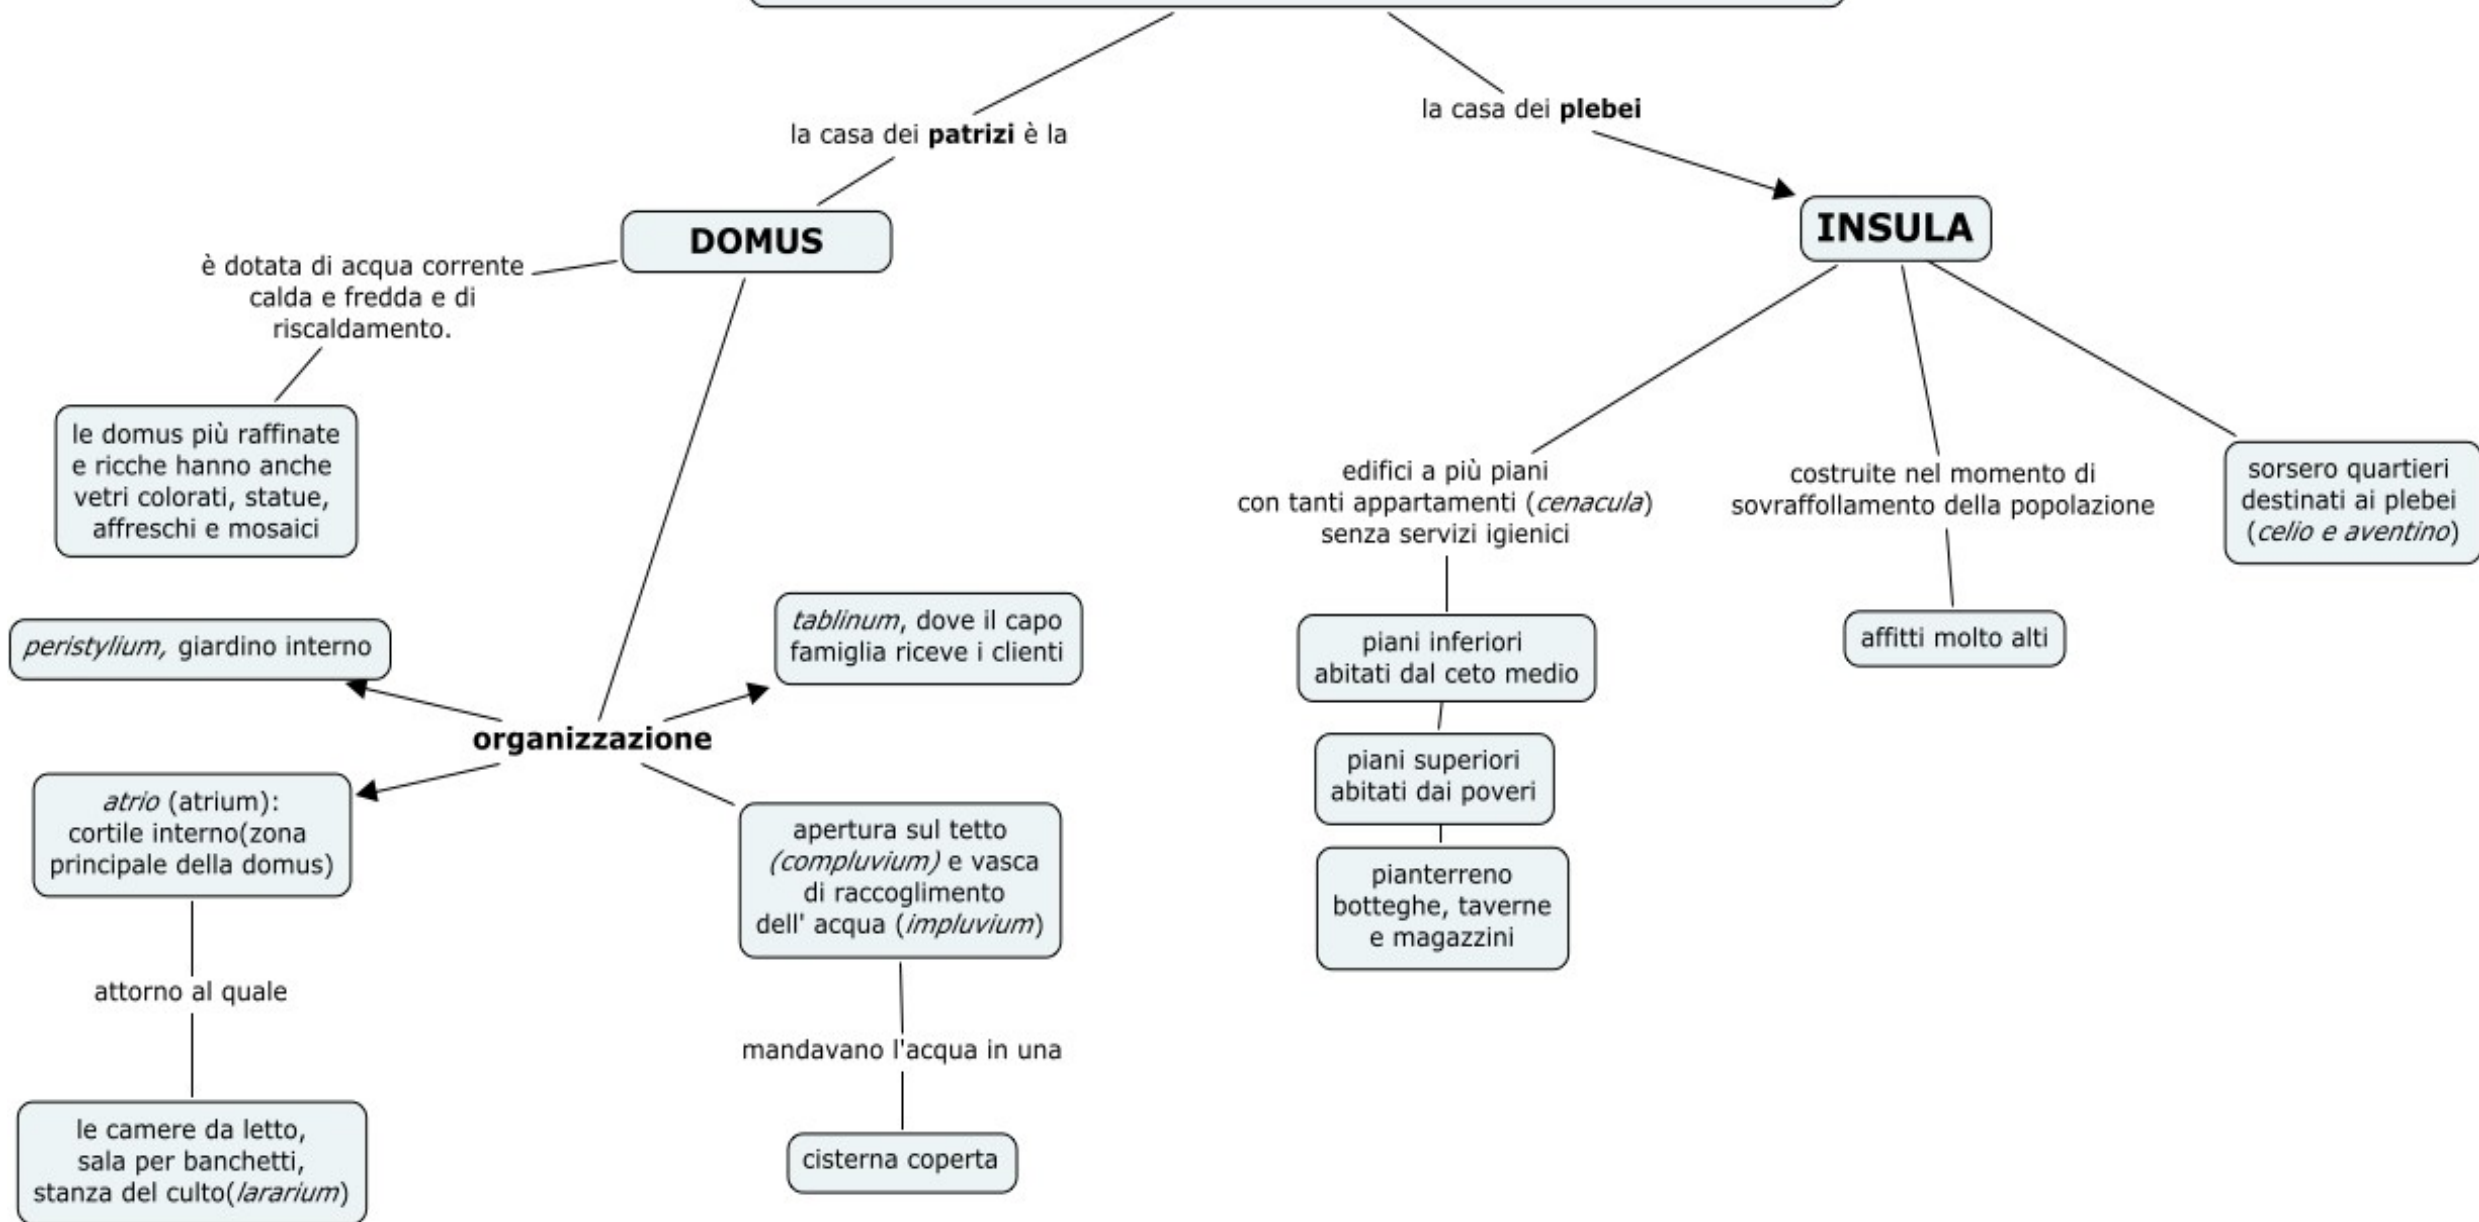 la casa dei patrizi è la
DOMUS
è dotata di acqua corrente
calda e fredda e di
riscaldamento.
le domus più raffinate
e ricche hanno anche
vetri colorati, statue,
affreschi e mosaici
organizzazione
peristylium, giardino interno
tablinum, dove il capo
famiglia riceve i clienti
atrio (atrium):
cortile interno(zona
principale della domus)
attorno al quale
le camere da letto,
sala per banchetti,
stanza del culto(lararium)
apertura sul tetto
(compluvium) e vasca
di raccoglimento
dell' acqua (impluvium)
mandavano l'acqua in una
cisterna coperta
la casa dei plebei
INSULA
edifici a più piani
con tanti appartamenti (cenacula)
senza servizi igienici
piani inferiori
abitati dal ceto medio
piani superiori
abitati dai poveri
pianterreno
botteghe, taverne
e magazzini
costruite nel momento di
sovraffollamento della popolazione
affitti molto alti
sorsero quartieri
destinati ai plebei
(celio e aventino)